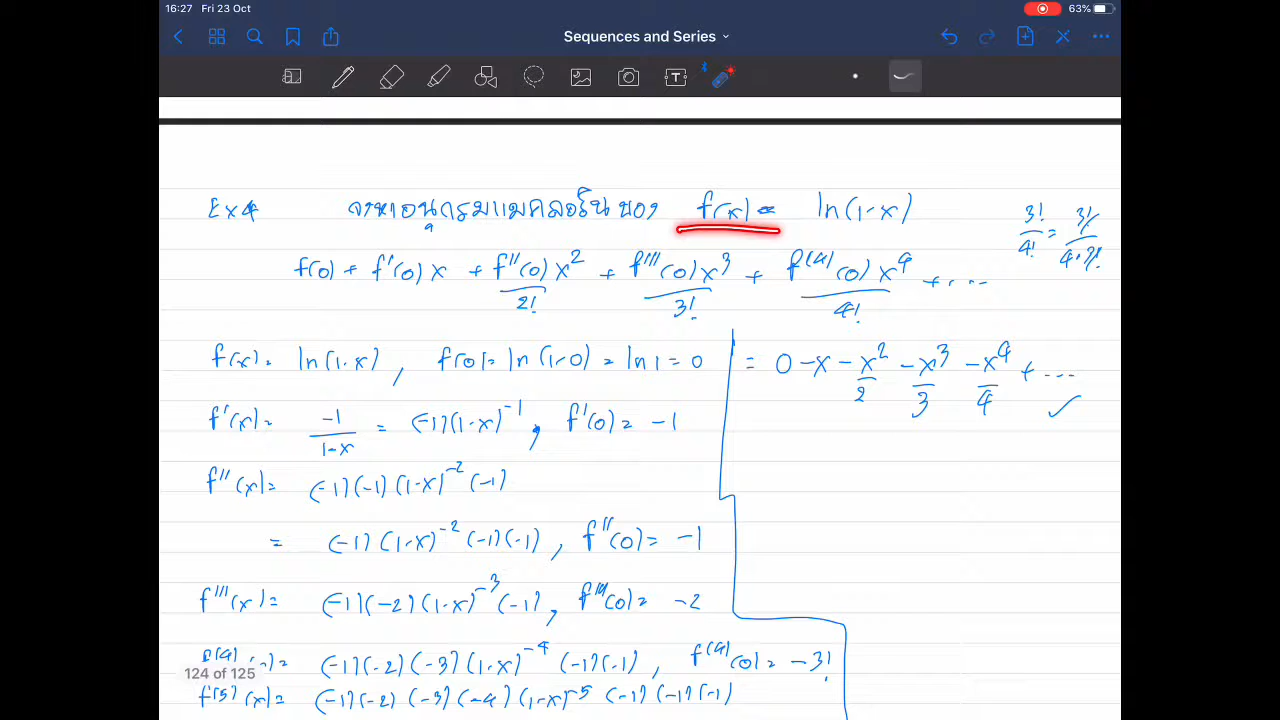 16:27 Fri 23 Oct 63%
Sequences and Series
T
Ex4 จงหาอนุกรมแมคลอรีนของ f(x) = ln(1-x)
3!/4! = 3!/4·3!
f(0) + f'(0)x + f''(0)x²/2! + f'''(0)x³/3! + f⁽⁴⁾(0)x⁴/4! + ...
f(x) = ln(1-x), f(0) = ln(1-0) = ln 1 = 0
= 0 - x - x²/2 - x³/3 - x⁴/4 + ... ✓
f'(x) = -1/1-x = (-1)(1-x)⁻¹, f'(0) = -1
f''(x) = (-1)(-1)(1-x)⁻²(-1)
= (-1)(1-x)⁻²(-1)(-1), f''(0) = -1
f'''(x) = (-1)(-2)(1-x)⁻³(-1), f'''(0) = -2
(-1)(-2)(-3)(1-x)⁻⁴(-1)(-1), f⁽⁴⁾(0) = -3!
124 of 125
f⁽⁵⁾(x) = (-1)(-2)(-3)(-4)(1-x)⁻⁵(-1)(-1)(-1)